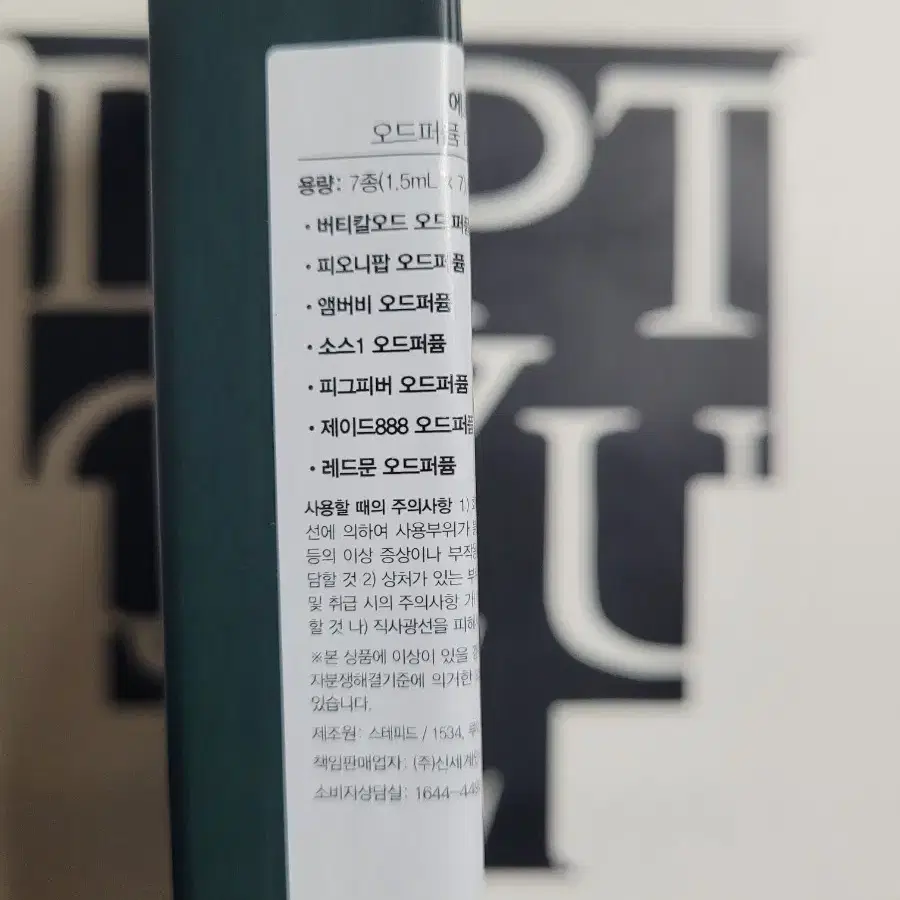 오드퍼퓸
용량: 7종(1.5mL X 7)
· 버티칼오드 오드퍼퓸
· 피오니팝 오드퍼퓸
· 앰버비 오드퍼퓸
· 소스1 오드퍼퓸
· 피그피버 오드퍼퓸
· 제이드888 오드퍼퓸
· 레드문 오드퍼퓸
사용할 때의 주의사항 1)
선에 의하여 사용부위가
등의 이상 증상이나
담할 것 2) 상처가 있는
및 취급 시의 주의사항
할 것 나) 직사광선을
※본 상품에 이상이 있을
자분쟁해결기준에 의거한
있습니다.
제조원: 스테피드 / 1534,
책임판매업자: (주)신세계
소비자상담실: 1644-